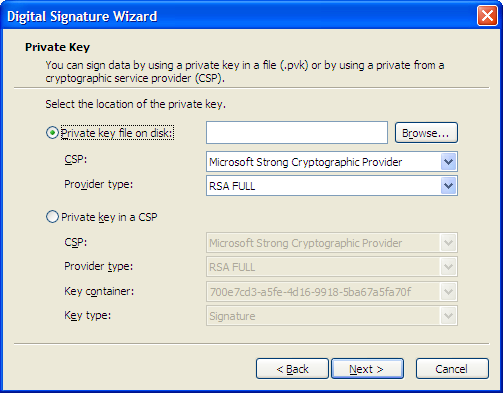 Digital Signature Wizard
Private Key
You can sign data by using a private key in a file (.pvk) or by using a private from a
cryptographic service provider (CSP).
Select the location of the private key.
Private key file on disk:
Browse...
CSP: Microsoft Strong Cryptographic Provider
Provider type: RSA FULL
Private key in a CSP
CSP: Microsoft Strong Cryptographic Provider
Provider type: RSA FULL
Key container: 700e7cd3-a5fe-4d16-9918-5ba67a5fa70f
Key type: Signature
< Back Next > Cancel